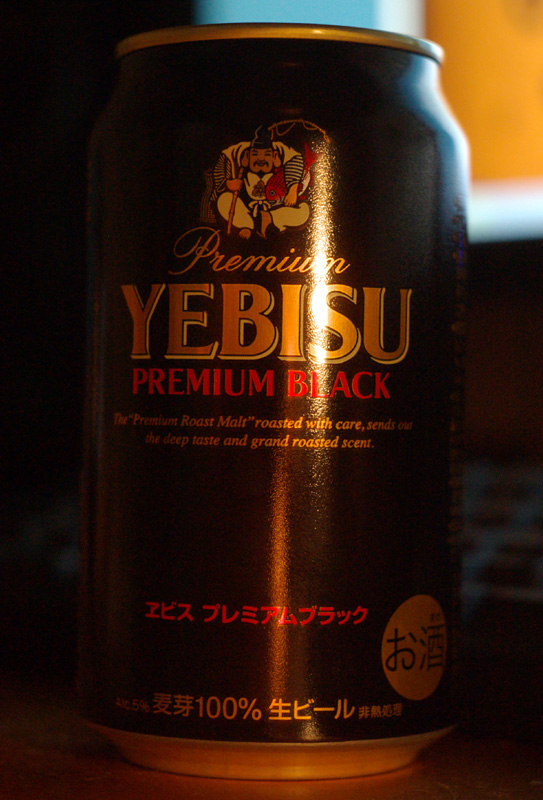 Premium
YEBISU
PREMIUM BLACK
The "Premium Roast Malt" roasted with care, sends out
the deep taste and grand roasted scent.
ヱビス プレミアムブラック
お酒
Alc.5% 麦芽100% 生ビール 非熱処理